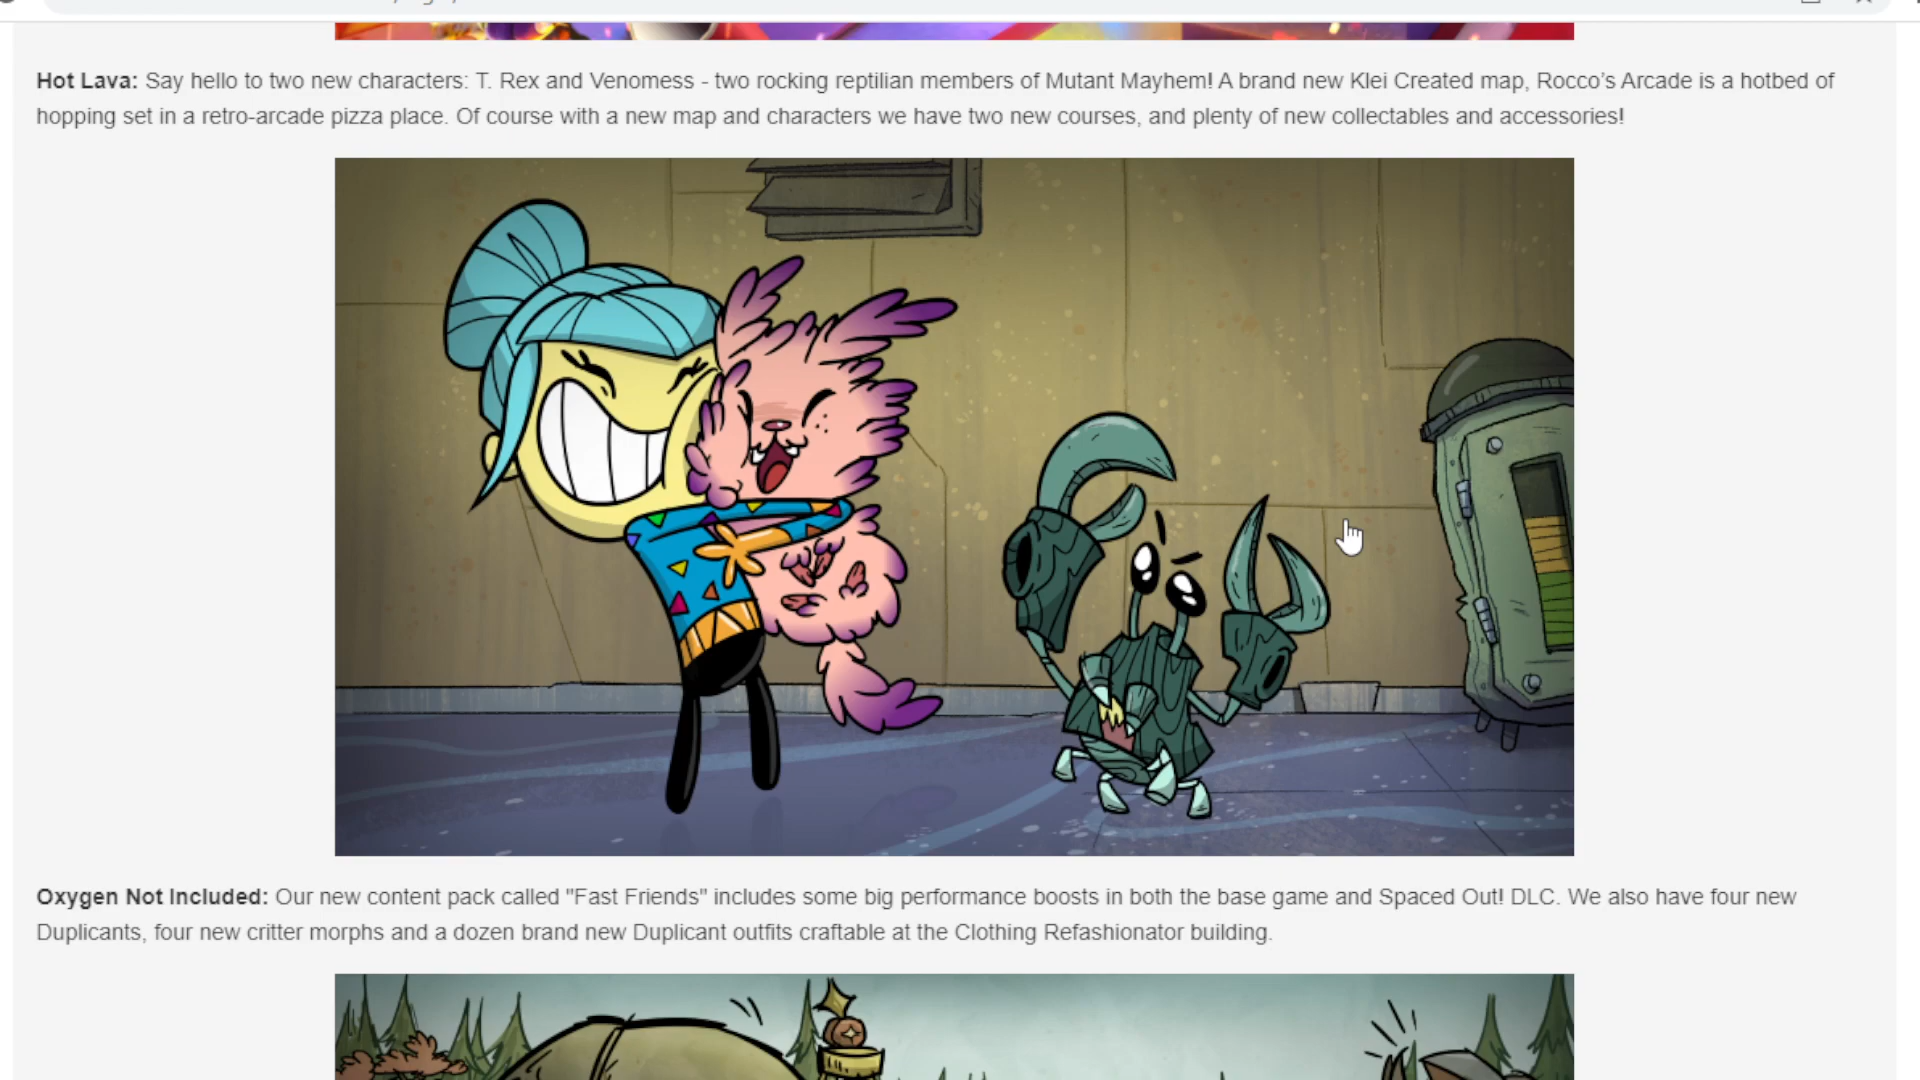 Hot Lava: Say hello to two new characters: T. Rex and Venomess - two rocking reptilian members of Mutant Mayhem! A brand new Klei Created map, Rocco's Arcade is a hotbed of
hopping set in a retro-arcade pizza place. Of course with a new map and characters we have two new courses, and plenty of new collectables and accessories!
Oxygen Not Included: Our new content pack called "Fast Friends" includes some big performance boosts in both the base game and Spaced Out! DLC. We also have four new
Duplicants, four new critter morphs and a dozen brand new Duplicant outfits craftable at the Clothing Refashionator building.